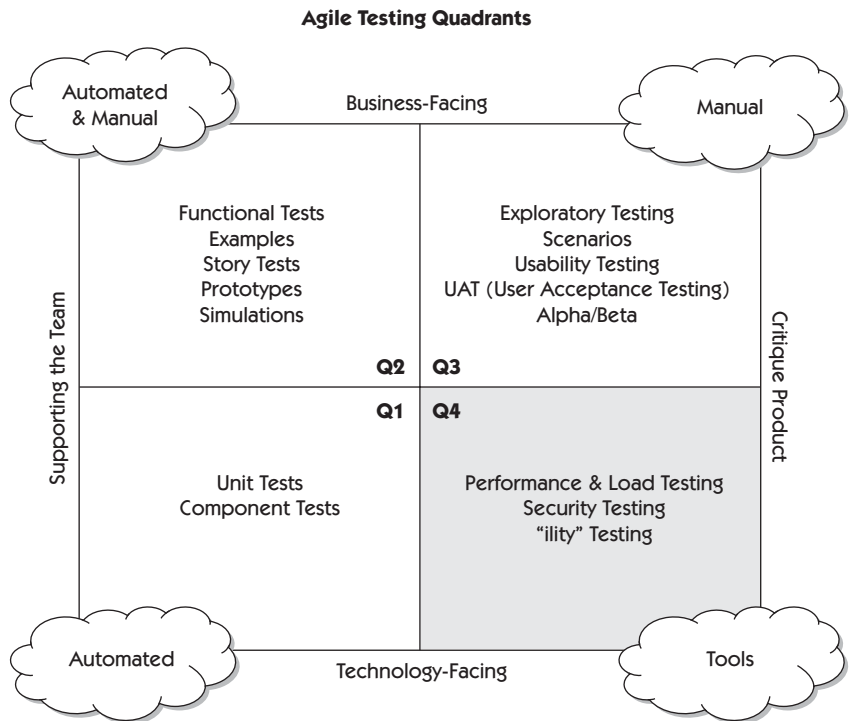 Agile Testing Quadrants
Automated
& Manual
Business-Facing
Manual
Functional Tests
Examples
Story Tests
Prototypes
Simulations
Exploratory Testing
Scenarios
Usability Testing
UAT (User Acceptance Testing)
Alpha/Beta
Supporting the Team
Critique Product
Q2
Q3
Q1
Q4
Unit Tests
Component Tests
Performance & Load Testing
Security Testing
“ility” Testing
Automated
Technology-Facing
Tools